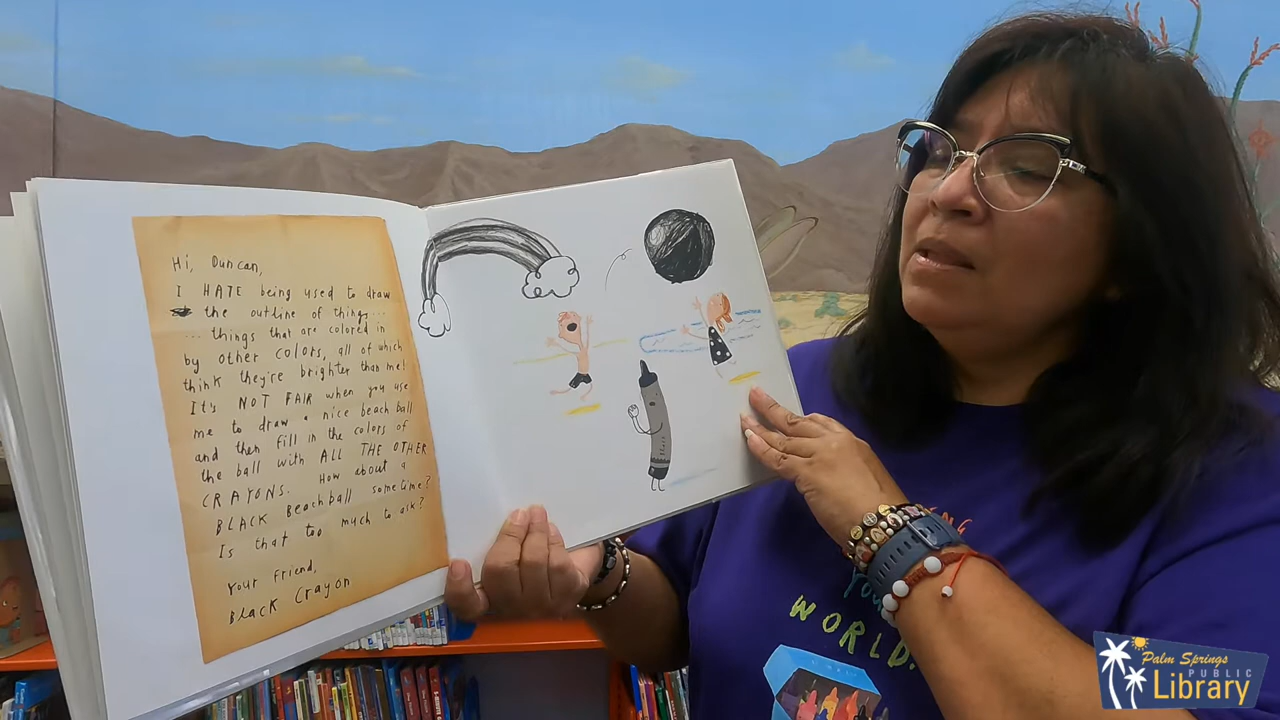 Hi, Duncan,
I HATE being used to draw
the outline of things...
...things that are colored in
by other colors, all of which
think they're brighter than me!
It's NOT FAIR when you use
me to draw a nice beach ball
and then fill in the colors of
the ball with ALL THE OTHER
CRAYONS. How about a
BLACK Beach ball sometime?
Is that too much to ask?
Your friend,
Black Crayon
WORLD.
Palm Springs
PUBLIC
Library